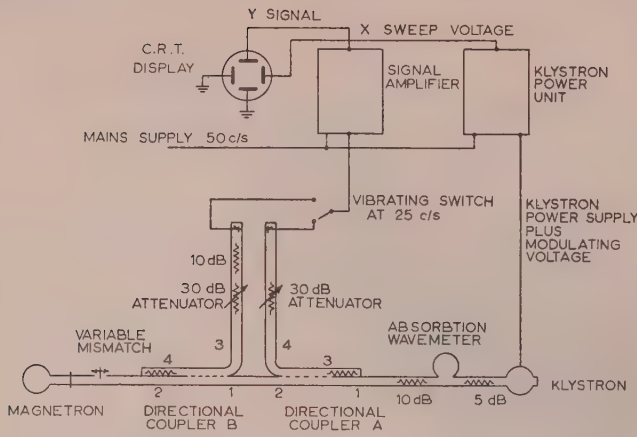 Y SIGNAL
X SWEEP VOLTAGE
C.R.T.
DISPLAY
SIGNAL
AMPLIFIER
KLYSTRON
POWER
UNIT
MAINS SUPPLY 50 c/s
VIBRATING SWITCH
AT 25 c/s
KLYSTRON
POWER SUPPLY
PLUS
MODULATING
VOLTAGE
10 dB
30 dB
ATTENUATOR
30 dB
ATTENUATOR
VARIABLE
MISMATCH
ABSORBTION
WAVEMETER
3
4
4
3
2
1
2
1
10 dB
5 dB
MAGNETRON
DIRECTIONAL
COUPLER B
DIRECTIONAL
COUPLER A
KLYSTRON